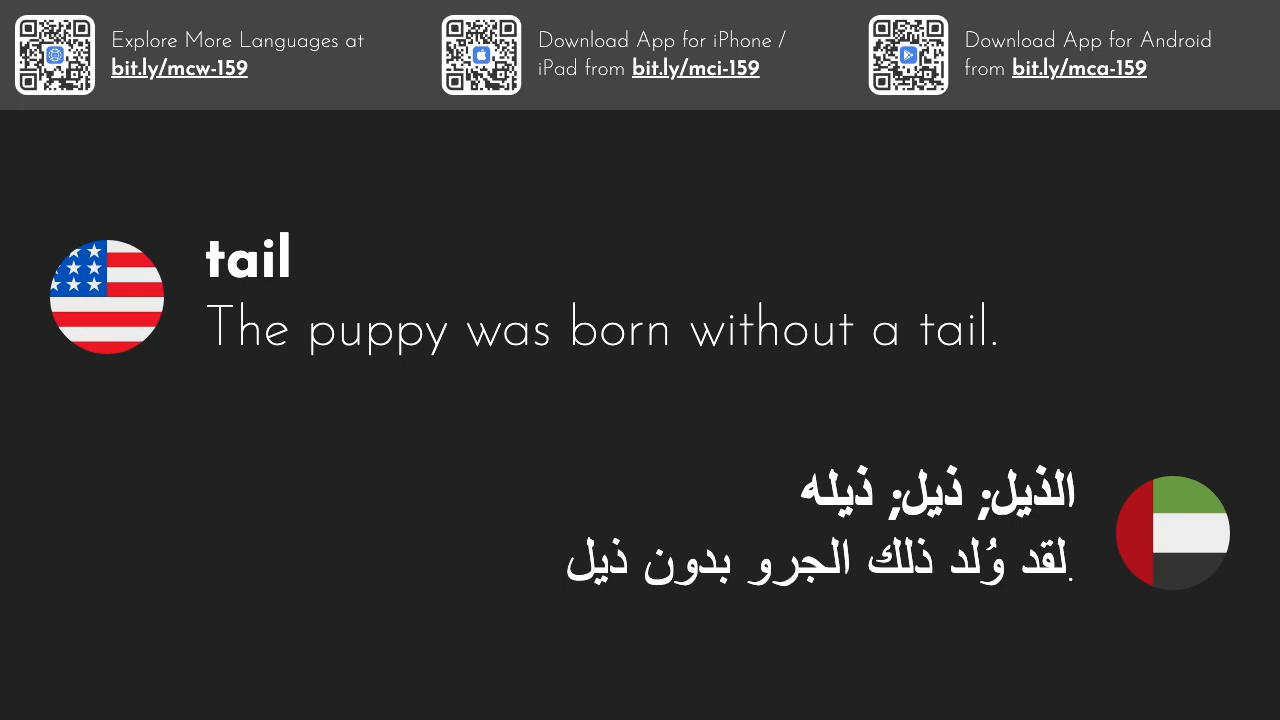 Explore More Languages at
bit.ly/mcw-159
Download App for iPhone /
iPad from bit.ly/mci-159
Download App for Android
from bit.ly/mca-159
tail
The puppy was born without a tail.
الذيل; ذيل; ذيله
لقد وُلد ذلك الجرو بدون ذيل.